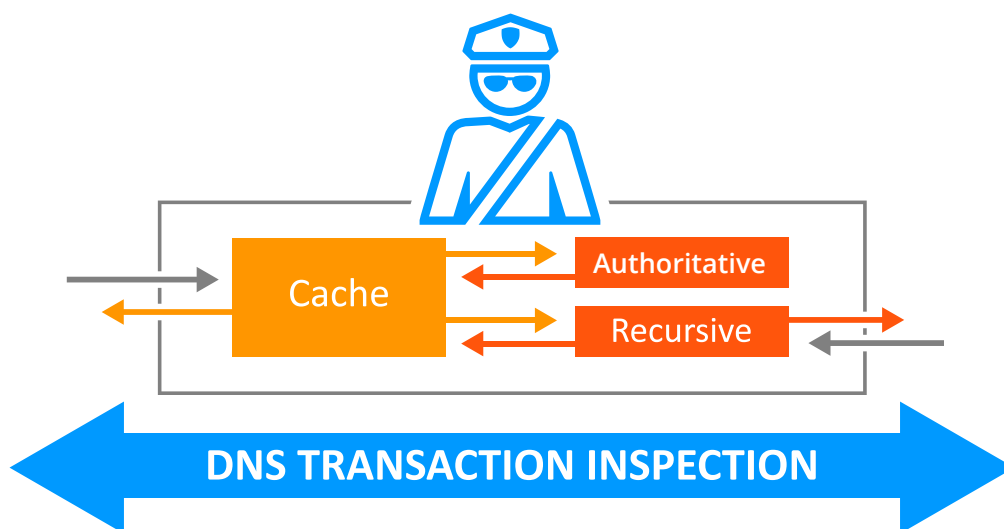 Cache
Authoritative
Recursive
DNS TRANSACTION INSPECTION